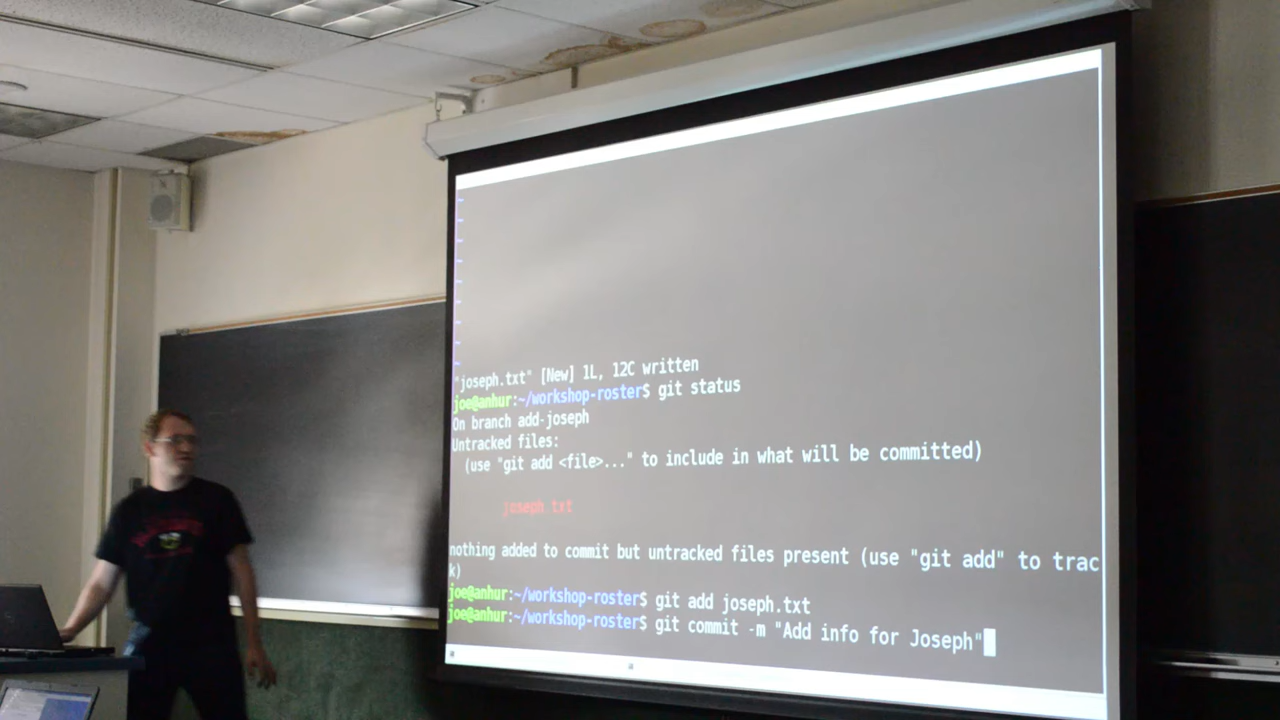 ~
~
~
~
~
~
~
~
~
"joseph.txt" [New] 1L, 12C written
joe@anhur:~/workshop-roster$ git status
On branch add-joseph
Untracked files:
  (use "git add <file>..." to include in what will be committed)
joseph.txt
nothing added to commit but untracked files present (use "git add" to trac
k)
joe@anhur:~/workshop-roster$ git add joseph.txt
joe@anhur:~/workshop-roster$ git commit -m "Add info for Joseph"